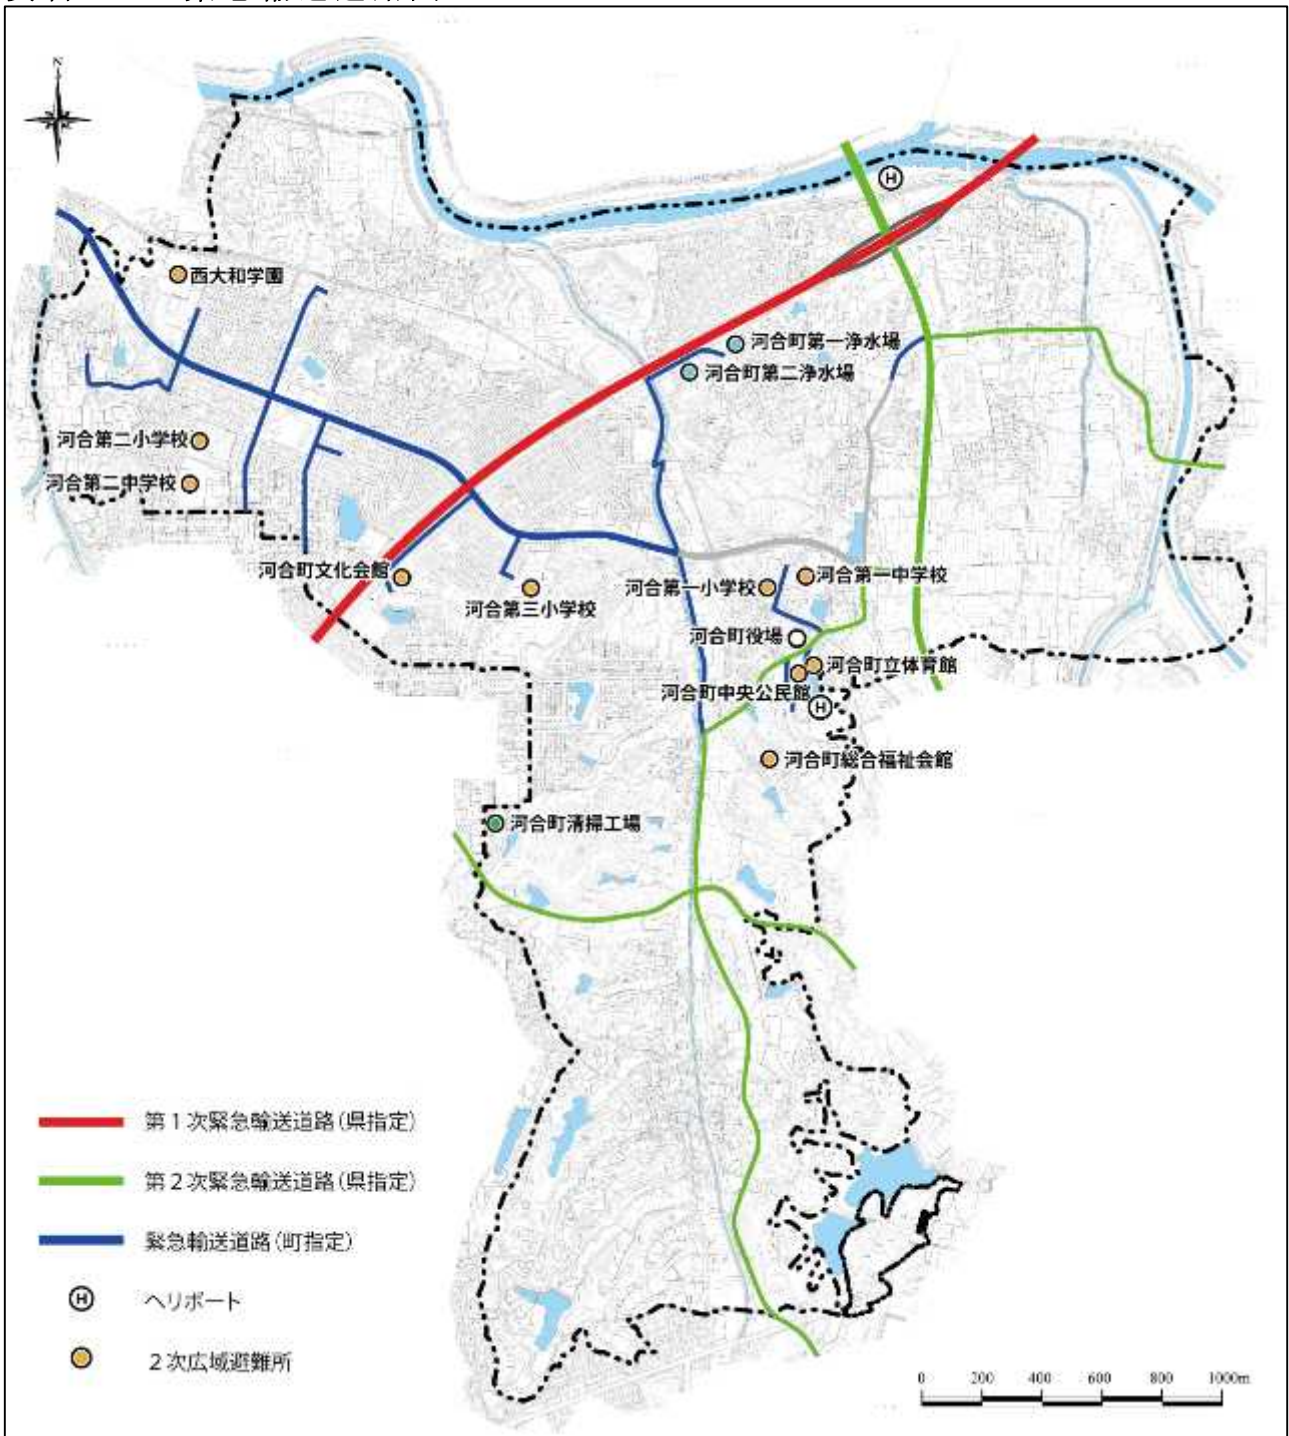 N
H
西大和学園
河合町第一浄水場
河合町第二浄水場
河合第二小学校
河合第二中学校
河合町文化会館
河合第三小学校
河合第一小学校
河合第一中学校
河合町役場
河合町立体育館
河合町中央公民館
H
河合町総合福祉会館
河合町清掃工場
第1次緊急輸送道路(県指定)
第2次緊急輸送道路(県指定)
緊急輸送道路(町指定)
H ヘリポート
2次広域避難所
0 200 400 600 800 1000m